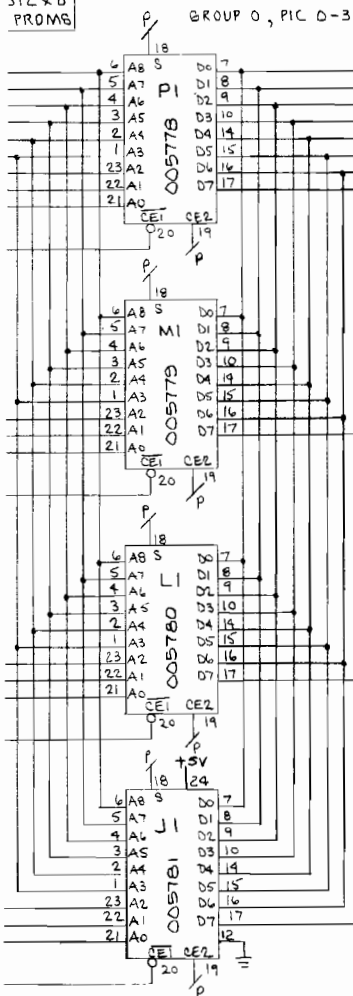 512 X 8
PROMS
GROUP 0, PIC 0-3
P
18
6 A8 S D0 7
5 A7 D1 8
4 A6 P1 D2 9
3 A5 D3 10
2 A4 D4 14
1 A3 005778 D5 15
23 A2 D6 16
22 A1 D7 17
21 A0
CE1 CE2
20 19
P
P
18
6 A8 S D0 7
5 A7 D1 8
4 A6 M1 D2 9
3 A5 D3 10
2 A4 D4 14
1 A3 005779 D5 15
23 A2 D6 16
22 A1 D7 17
21 A0
CE1 CE2
20 19
P
P
18
6 A8 S D0 7
5 A7 D1 8
4 A6 L1 D2 9
3 A5 D3 10
2 A4 D4 14
1 A3 005780 D5 15
23 A2 D6 16
22 A1 D7 17
21 A0
CE1 CE2
20 19
P
P +5V
18 24
6 A8 S D0 7
5 A7 D1 8
4 A6 J1 D2 9
3 A5 D3 10
2 A4 D4 14
1 A3 005781 D5 15
23 A2 D6 16
22 A1 D7 17
21 A0 12
CE1 CE2
20 19
P